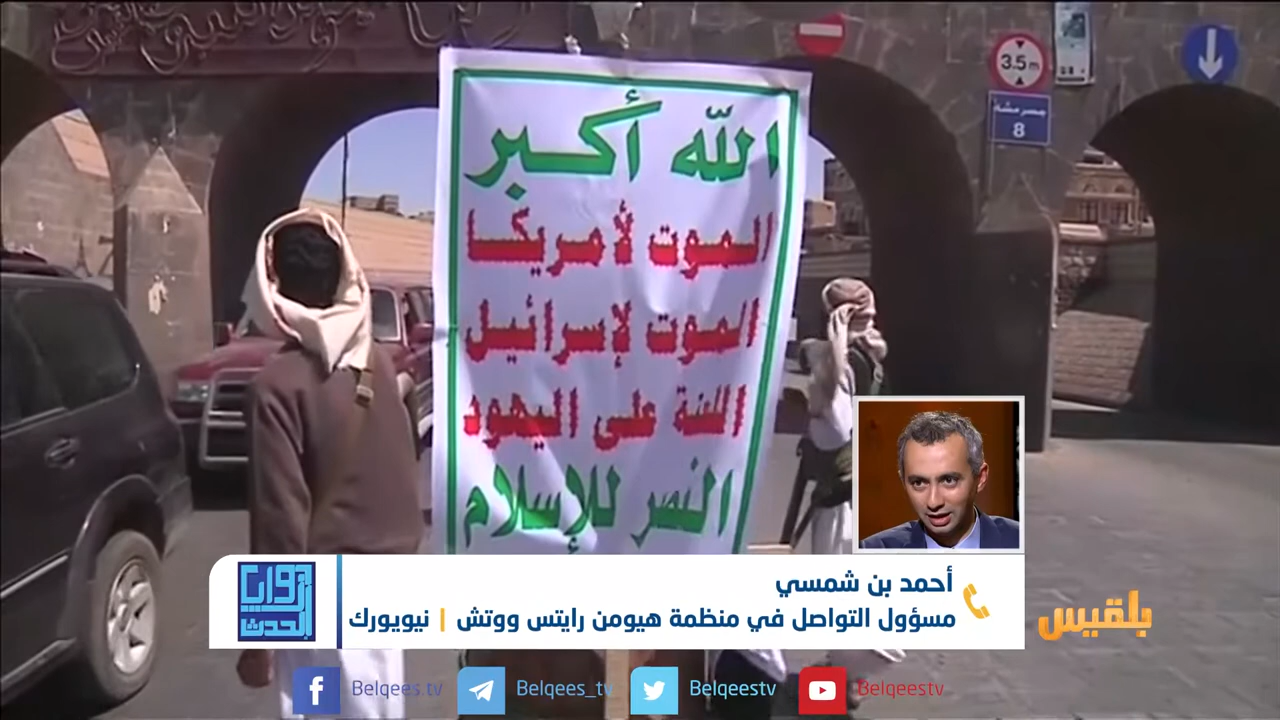 3.5m
مسرمشة
8
الله أكبر
الموت لأمريكا
الموت لإسرائيل
اللعنة على اليهود
النصر للإسلام
أحمد بن شمسي
مسؤول التواصل في منظمة هيومن رايتس ووتش | نيويورك
زوايا الحدث
بلقيس
Belqees.tv
Belqees_tv
Belqeestv
Belqeestv